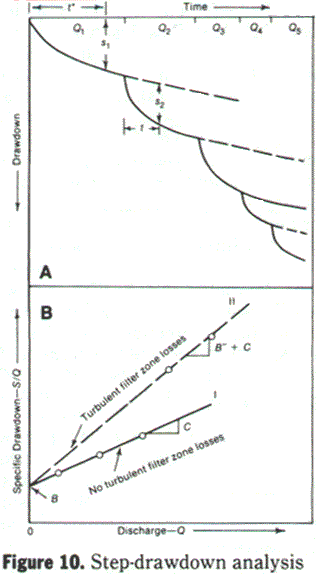 t* Time
Q₁ Q₂ Q₃ Q₄ Q₅
s₁
s₂
t
Drawdown
A
B
II
Turbulent filter zone losses
B″ + C
I
C
No turbulent filter zone losses
B
Specific Drawdown—S/Q
0 Discharge—Q
Figure 10. Step-drawdown analysis